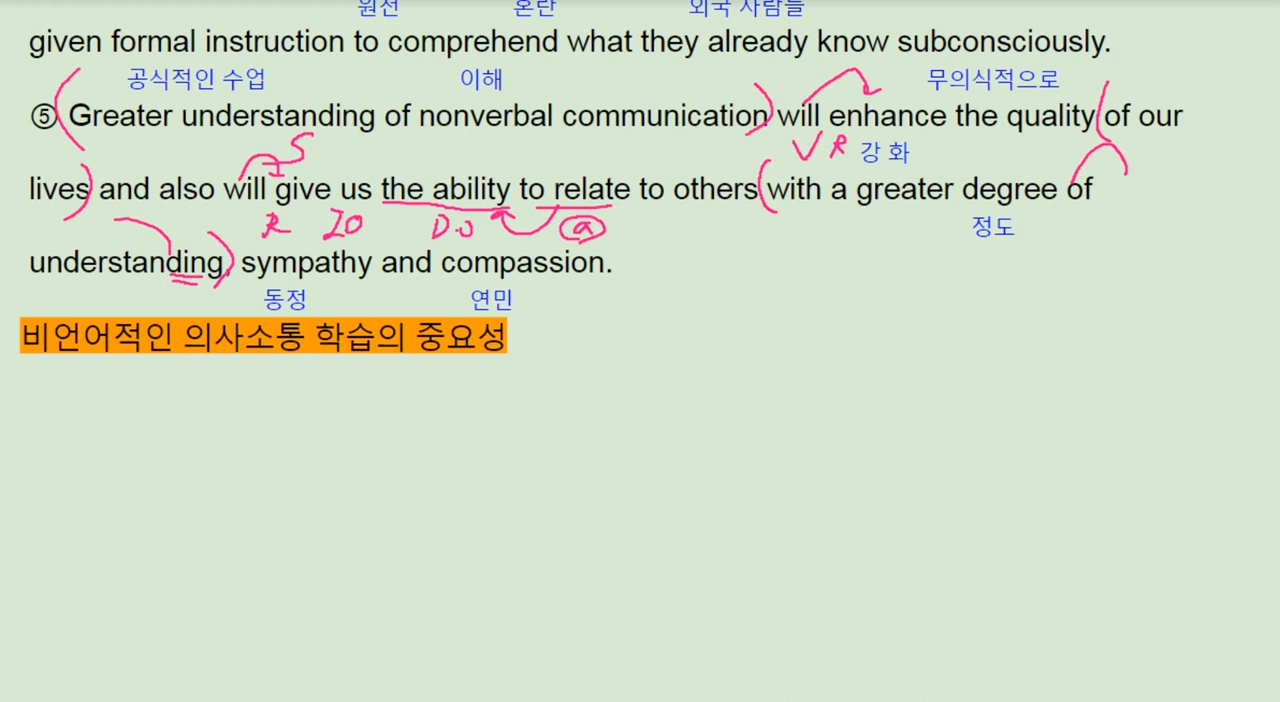 원천 혼란 외국 사람들
given formal instruction to comprehend what they already know subconsciously.
공식적인 수업 이해 무의식적으로
⑤ Greater understanding of nonverbal communication will enhance the quality of our
S V R 강 화
lives and also will give us the ability to relate to others with a greater degree of
R IO D.O ⓐ 정도
understanding, sympathy and compassion.
동정 연민
비언어적인 의사소통 학습의 중요성